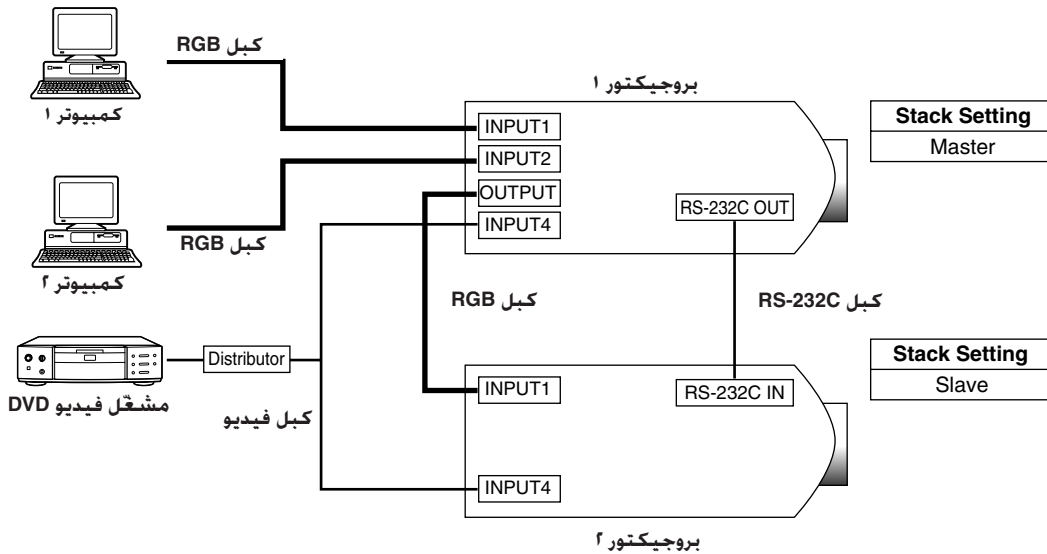 كبل RGB
كمبيوتر ١
بروجيكتور ١
INPUT1
INPUT2
OUTPUT
INPUT4
RS-232C OUT
Stack Setting
Master
كبل RGB
كمبيوتر ٢
كبل RGB
كبل RS-232C
Distributor
مشغّل فيديو DVD
كبل فيديو
INPUT1
RS-232C IN
INPUT4
Stack Setting
Slave
بروجيكتور ٢